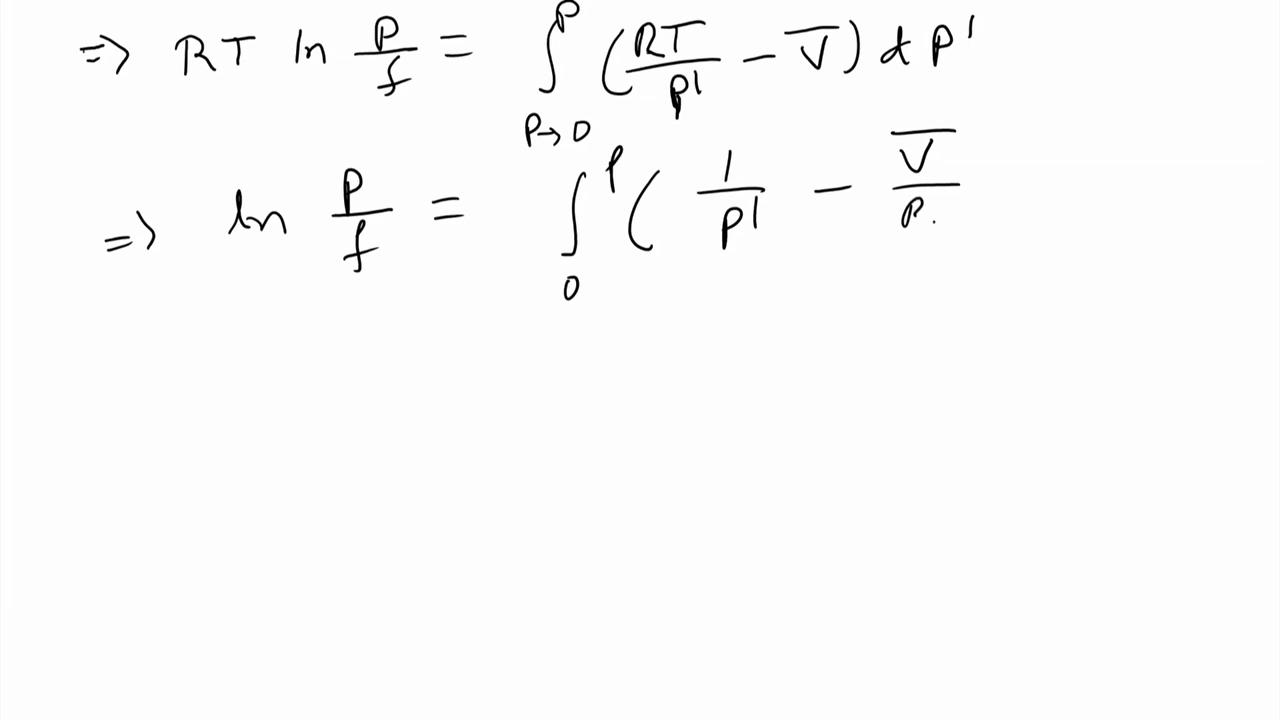 => RT ln P/f = ∫_{P→0}^{P} (RT/P' - V̅) dP'
=> ln P/f = ∫_0^P ( 1/P' - V̅/R